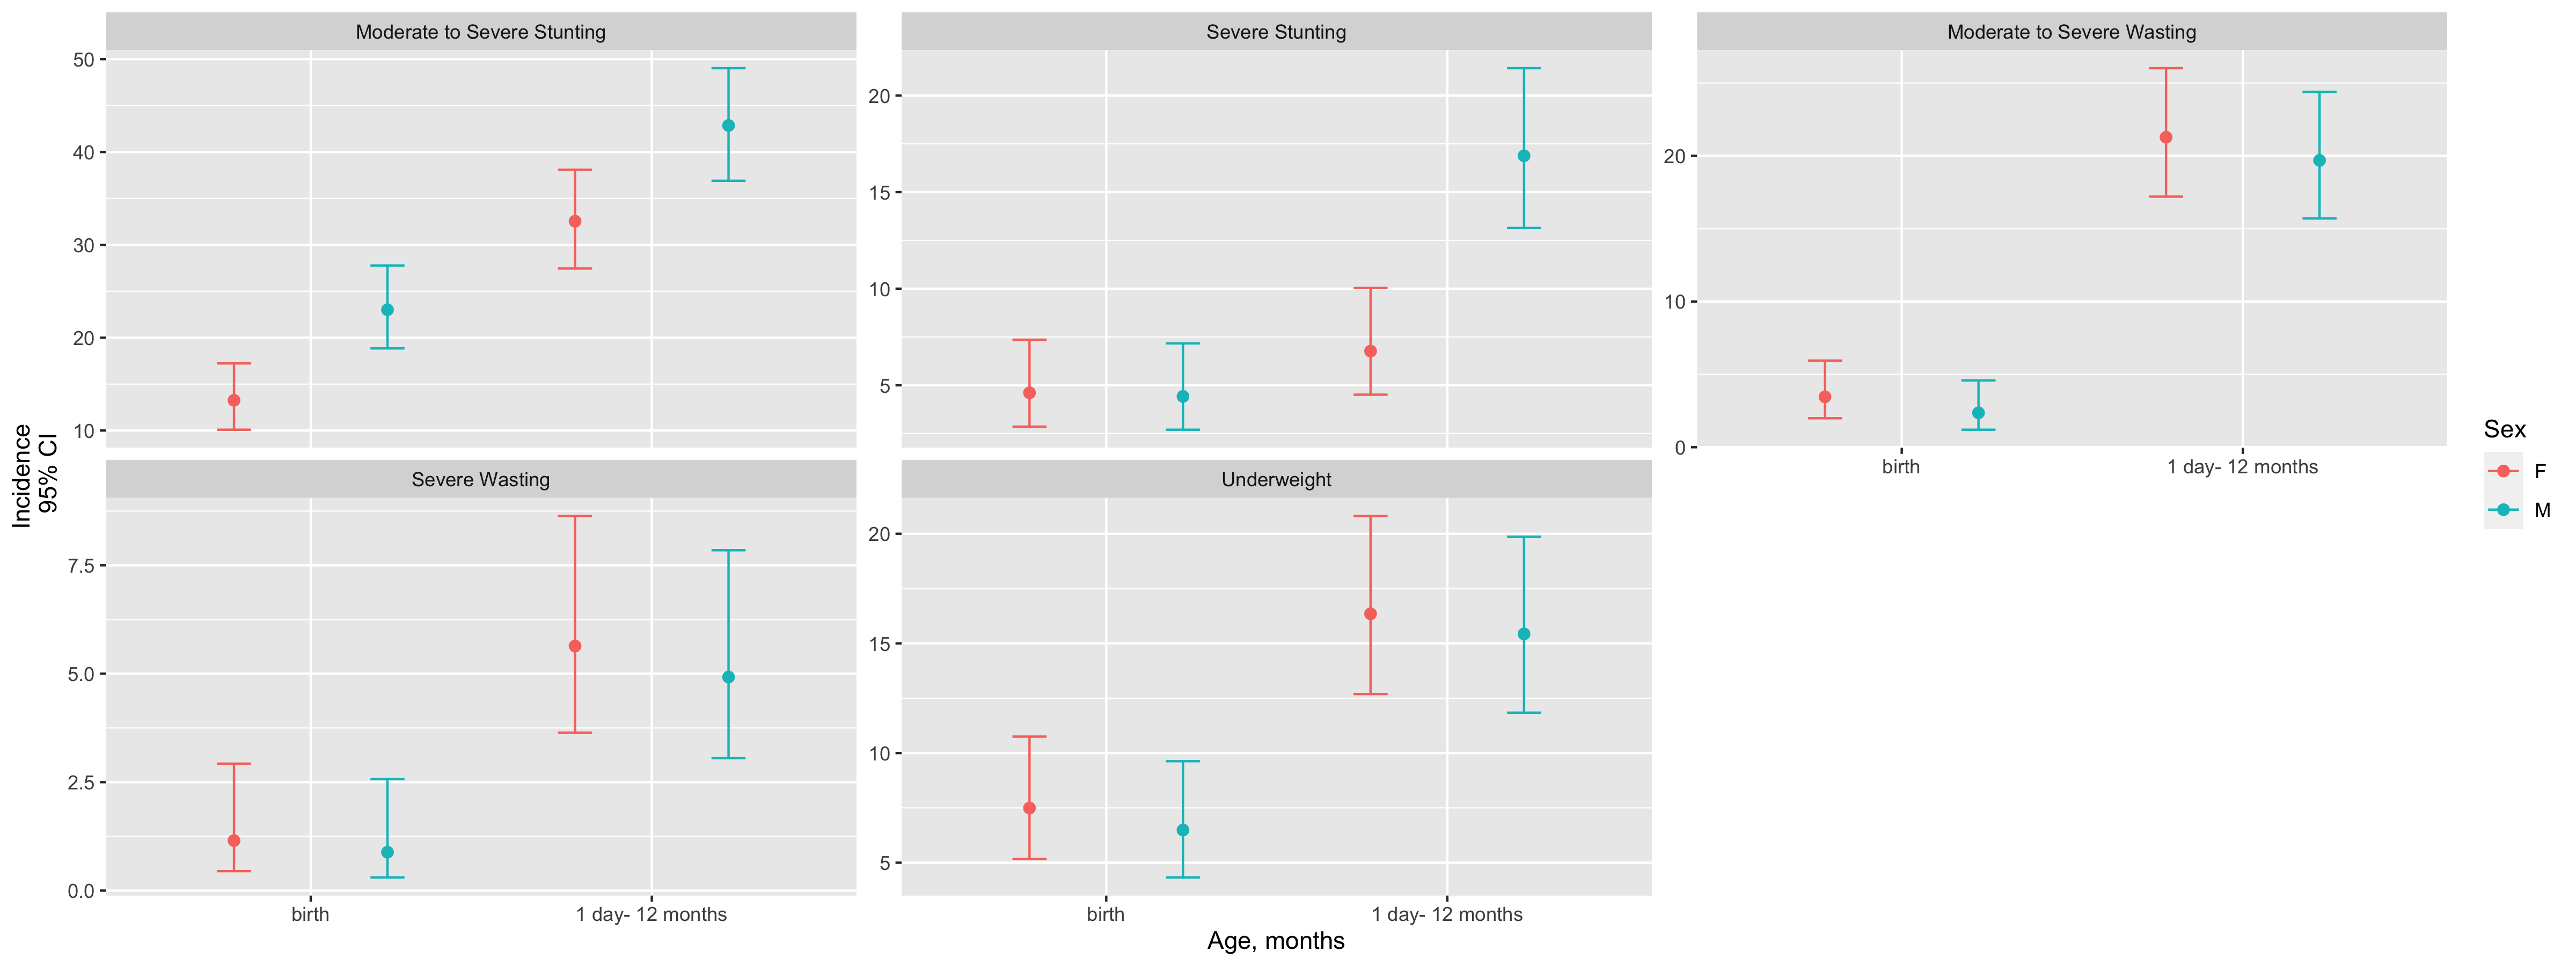 Moderate to Severe Stunting
Severe Stunting
Moderate to Severe Wasting
50
40
30
20
10
20
15
10
5
20
10
0
birth
1 day- 12 months
Incidence
95% CI
Severe Wasting
Underweight
7.5
5.0
2.5
0.0
20
15
10
5
birth
1 day- 12 months
birth
1 day- 12 months
Age, months
Sex
F
M